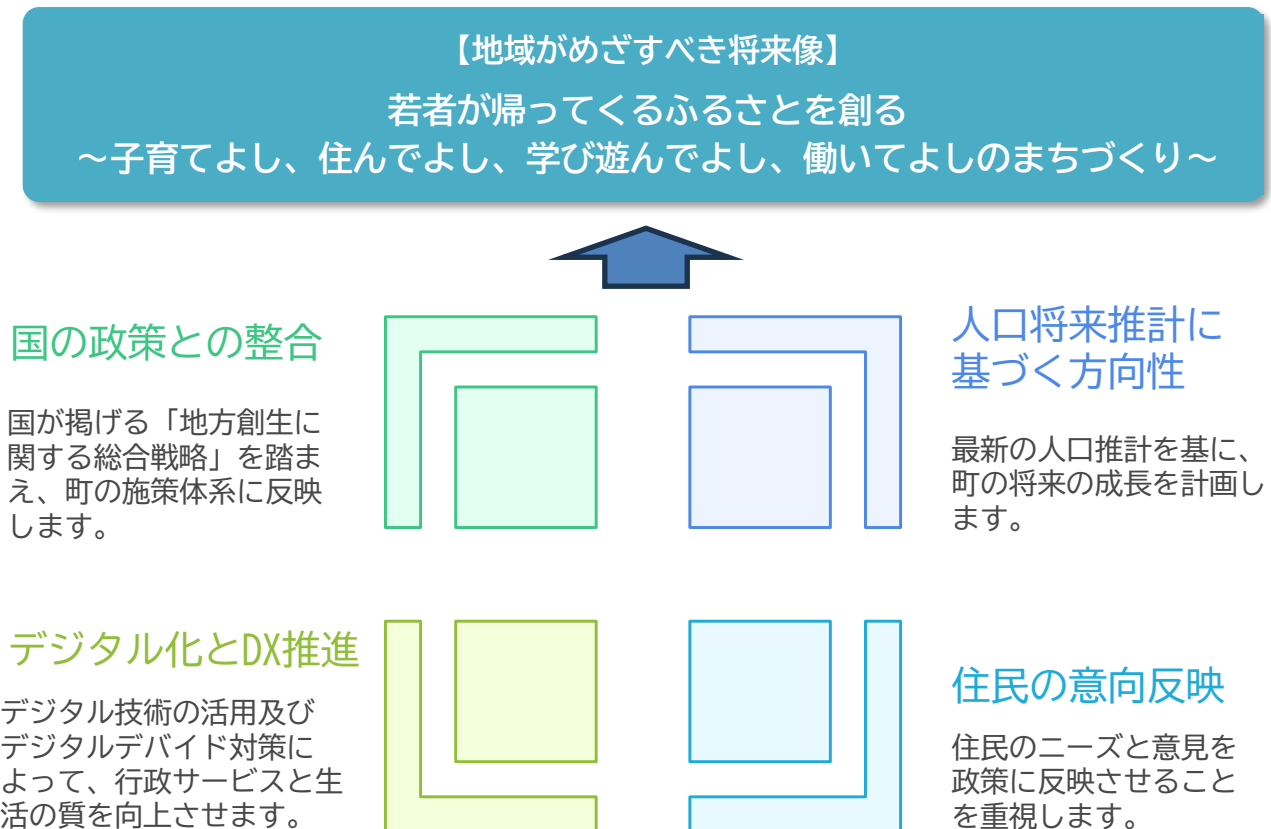 【地域がめざすべき将来像】
若者が帰ってくるふるさとを創る
～子育てよし、住んでよし、学び遊んでよし、働いてよしのまちづくり～
国の政策との整合
国が掲げる「地方創生に
関する総合戦略」を踏ま
え、町の施策体系に反映
します。
人口将来推計に
基づく方向性
最新の人口推計を基に、
町の将来の成長を計画し
ます。
デジタル化とDX推進
デジタル技術の活用及び
デジタルデバイド対策に
よって、行政サービスと生
活の質を向上させます。
住民の意向反映
住民のニーズと意見を
政策に反映させること
を重視します。